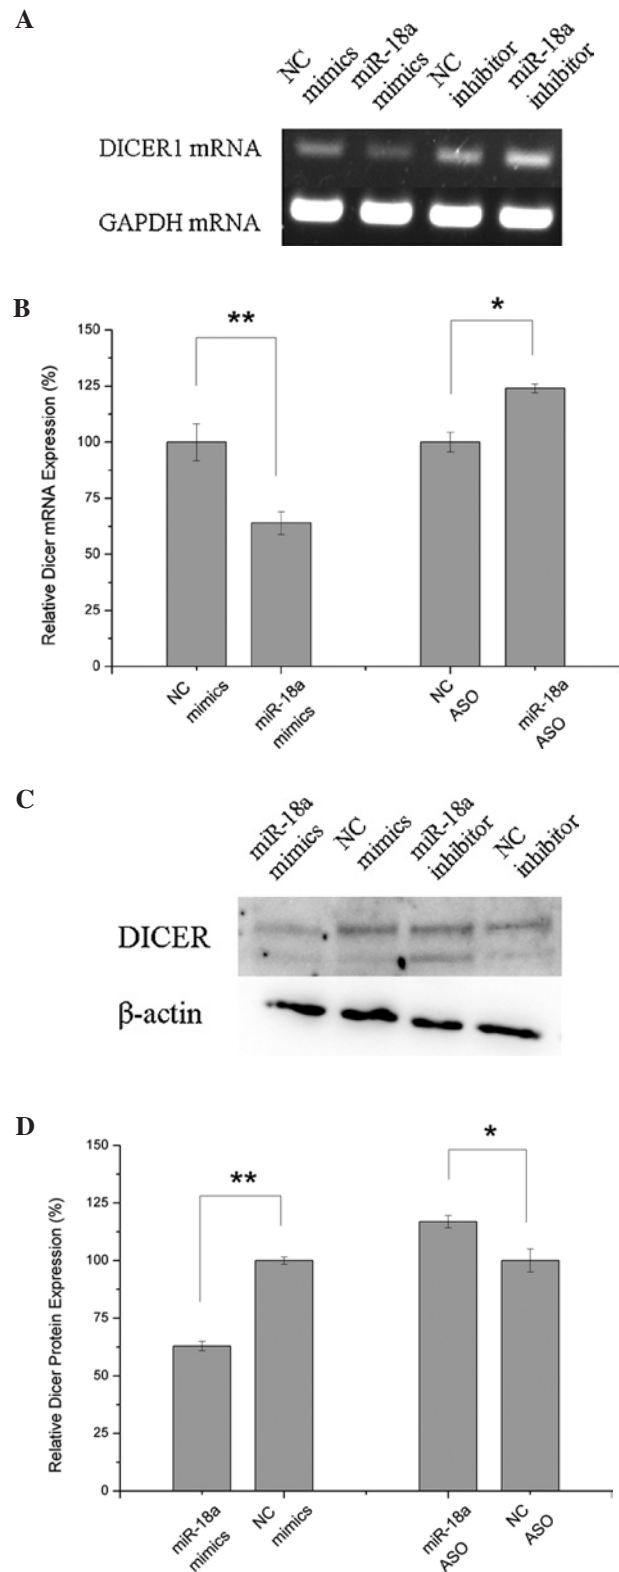 A
NC
mimics
miR-18a
mimics
NC
inhibitor
miR-18a
inhibitor
DICER1 mRNA
GAPDH mRNA
B
Relative Dicer mRNA Expression (%)
150
125
100
75
50
25
0
**
*
NC
mimics
miR-18a
mimics
NC
ASO
miR-18a
ASO
C
miR-18a
mimics
NC
mimics
miR-18a
inhibitor
NC
inhibitor
DICER
β-actin
D
Relative Dicer Protein Expression (%)
150
125
100
75
50
25
0
**
*
miR-18a
mimics
NC
mimics
miR-18a
ASO
NC
ASO